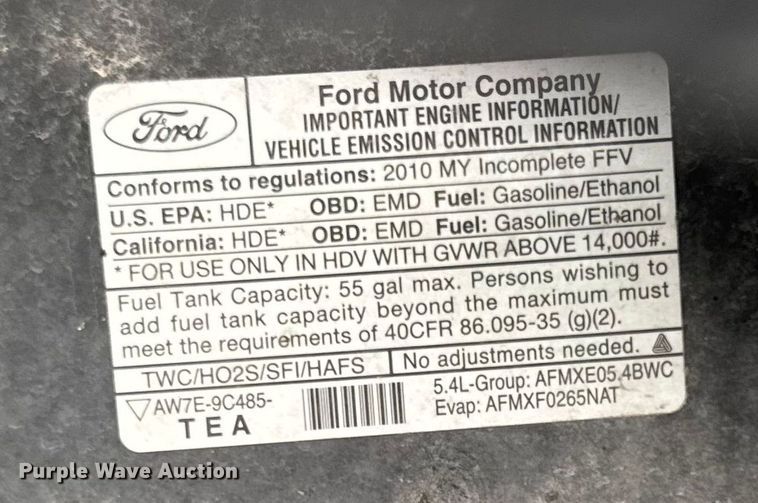 Ford
Ford Motor Company
IMPORTANT ENGINE INFORMATION/
VEHICLE EMISSION CONTROL INFORMATION
Conforms to regulations: 2010 MY Incomplete FFV
U.S. EPA: HDE* OBD: EMD Fuel: Gasoline/Ethanol
California: HDE* OBD: EMD Fuel: Gasoline/Ethanol
* FOR USE ONLY IN HDV WITH GVWR ABOVE 14,000#.
Fuel Tank Capacity: 55 gal max. Persons wishing to
add fuel tank capacity beyond the maximum must
meet the requirements of 40CFR 86.095-35 (g)(2).
TWC/HO2S/SFI/HAFS No adjustments needed.
AW7E-9C485-
TEA
5.4L-Group: AFMXE05.4BWC
Evap: AFMXF0265NAT
Purple Wave Auction